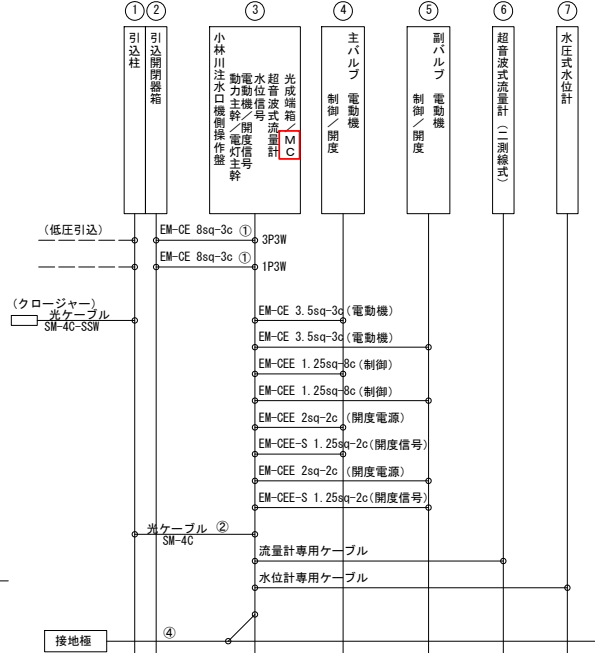 ① ② ③ ④ ⑤ ⑥ ⑦
引込柱
引込開閉器箱
小林川注水口機側操作盤
動力主幹／電灯主幹
電動機／開度信号
水位信号
超音波式流量計
光成端箱／MC
主バルブ 電動機
制御／開度
副バルブ 電動機
制御／開度
超音波式流量計（二測線式）
水圧式水位計
(低圧引込)
EM-CE 8sq-3c ①
3P3W
EM-CE 8sq-3c ①
1P3W
(クロージャー)
光ケーブル
SM-4C-SSW
EM-CE 3.5sq-3c(電動機)
EM-CE 3.5sq-3c(電動機)
EM-CEE 1.25sq-8c(制御)
EM-CEE 1.25sq-8c(制御)
EM-CEE 2sq-2c (開度電源)
EM-CEE-S 1.25sq-2c(開度信号)
EM-CEE 2sq-2c (開度電源)
EM-CEE-S 1.25sq-2c(開度信号)
光ケーブル ②
SM-4C
流量計専用ケーブル
水位計専用ケーブル
接地極
④